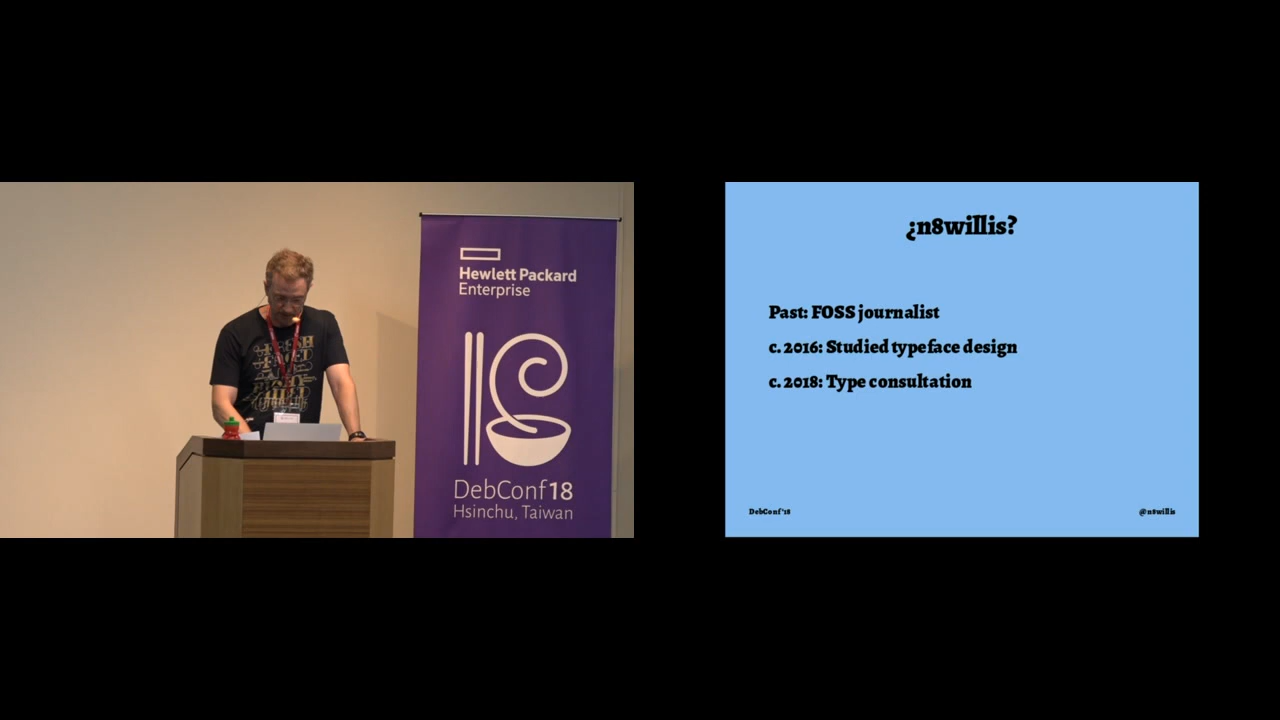 Hewlett Packard
Enterprise
DebConf18
Hsinchu, Taiwan
¿n8willis?
Past: FOSS journalist
c. 2016: Studied typeface design
c. 2018: Type consultation
DebConf'18
@n8willis